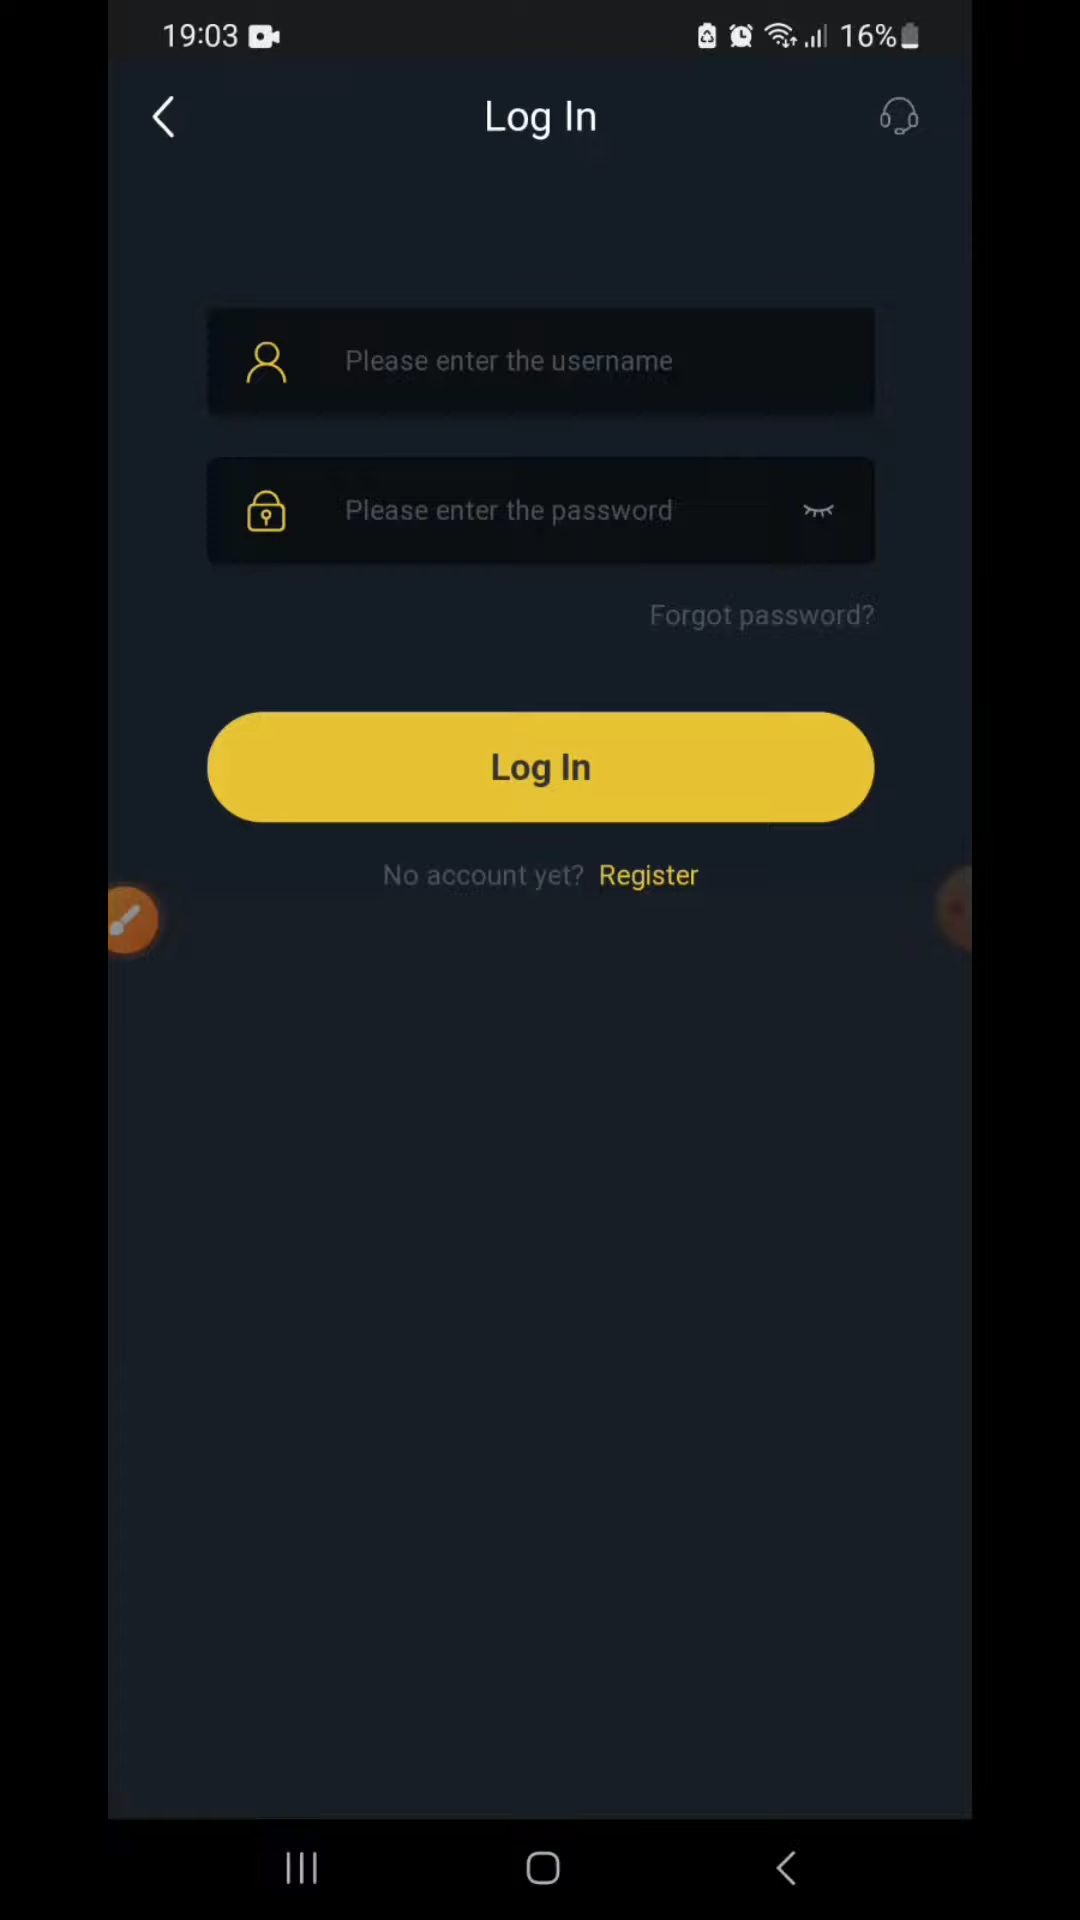 19:03 16%
Log In
Please enter the username
Please enter the password
Forgot password?
Log In
No account yet? Register